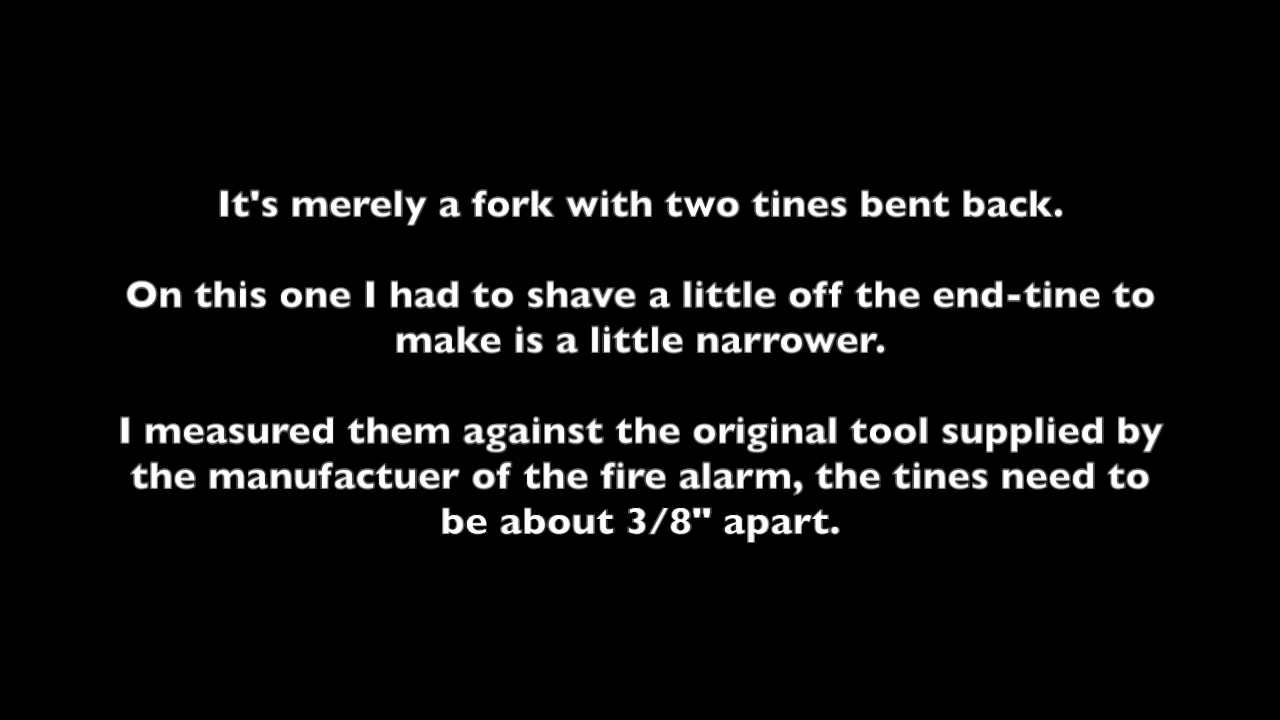 It's merely a fork with two tines bent back.
On this one I had to shave a little off the end-tine to
make is a little narrower.
I measured them against the original tool supplied by
the manufactuer of the fire alarm, the tines need to
be about 3/8" apart.